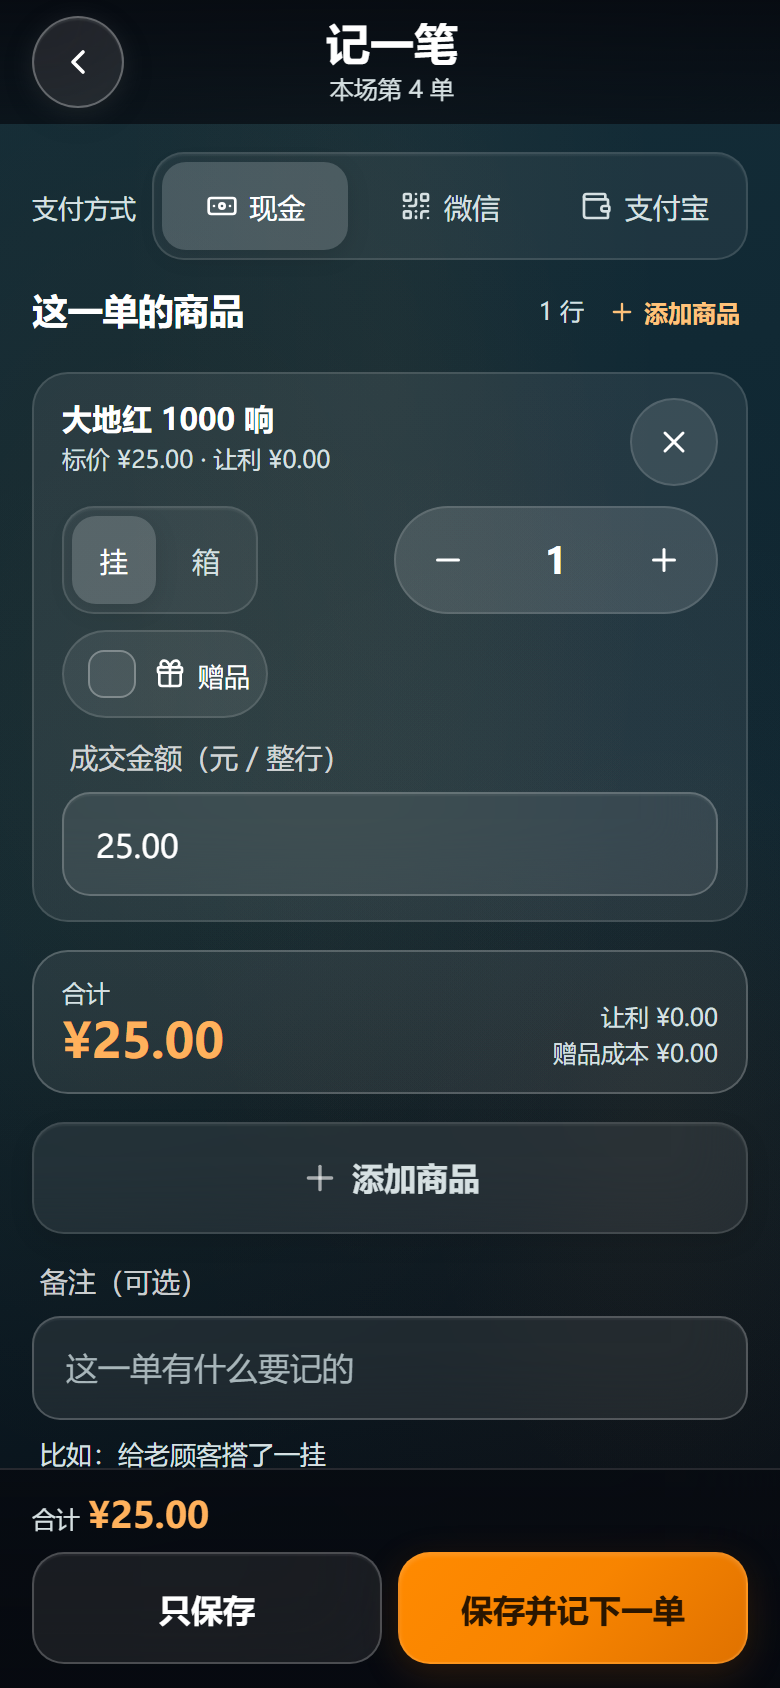 记一笔
本场第 4 单
支付方式 现金 微信 支付宝
这一单的商品 1 行 + 添加商品
大地红 1000 响
标价 ¥25.00 · 让利 ¥0.00
挂 箱 − 1 +
赠品
成交金额（元 / 整行）
25.00
合计
¥25.00
让利 ¥0.00
赠品成本 ¥0.00
+ 添加商品
备注（可选）
这一单有什么要记的
比如：给老顾客搭了一挂
合计 ¥25.00
只保存 保存并记下一单